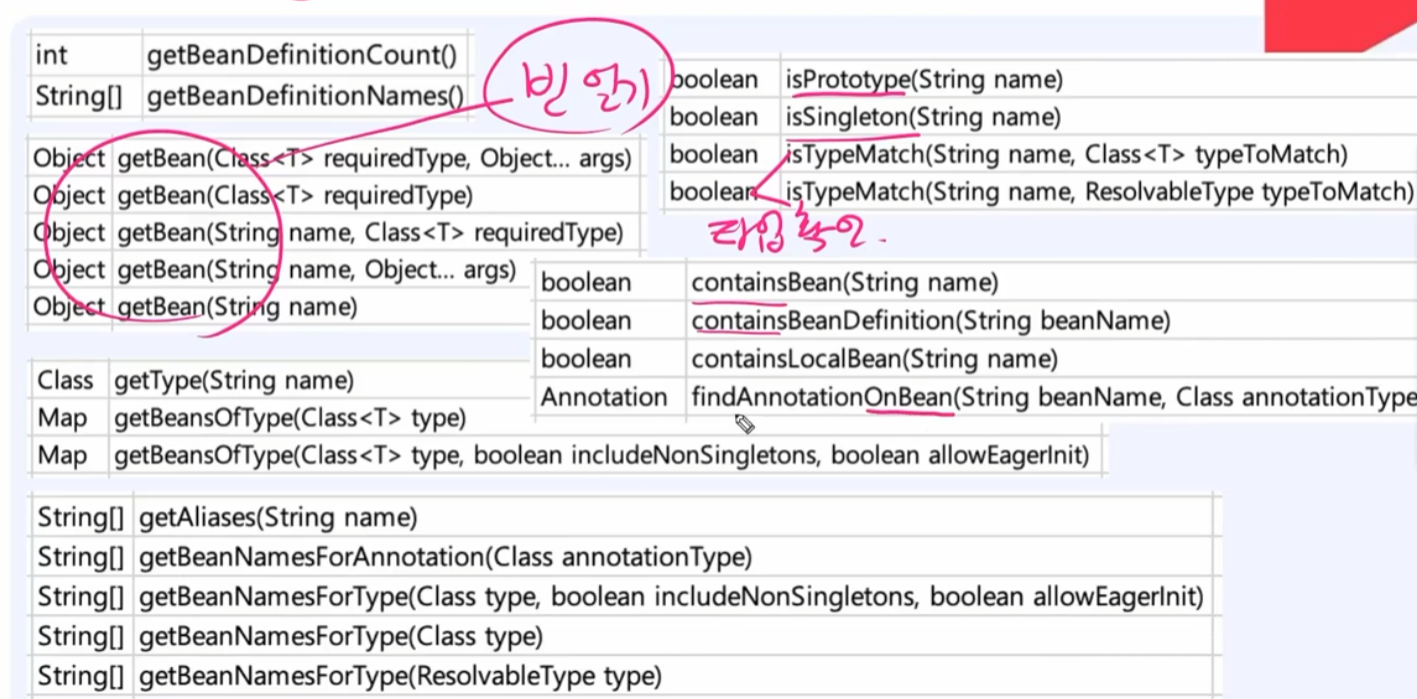 int getBeanDefinitionCount()
String[] getBeanDefinitionNames()
빈 얻기
Object getBean(Class<T> requiredType, Object... args)
Object getBean(Class<T> requiredType)
Object getBean(String name, Class<T> requiredType)
Object getBean(String name, Object... args)
Object getBean(String name)
boolean isPrototype(String name)
boolean isSingleton(String name)
boolean isTypeMatch(String name, Class<T> typeToMatch)
boolean isTypeMatch(String name, ResolvableType typeToMatch)
타입 확인.
boolean containsBean(String name)
boolean containsBeanDefinition(String beanName)
boolean containsLocalBean(String name)
Annotation findAnnotationOnBean(String beanName, Class annotationType
Class getType(String name)
Map getBeansOfType(Class<T> type)
Map getBeansOfType(Class<T> type, boolean includeNonSingletons, boolean allowEagerInit)
String[] getAliases(String name)
String[] getBeanNamesForAnnotation(Class annotationType)
String[] getBeanNamesForType(Class type, boolean includeNonSingletons, boolean allowEagerInit)
String[] getBeanNamesForType(Class type)
String[] getBeanNamesForType(ResolvableType type)